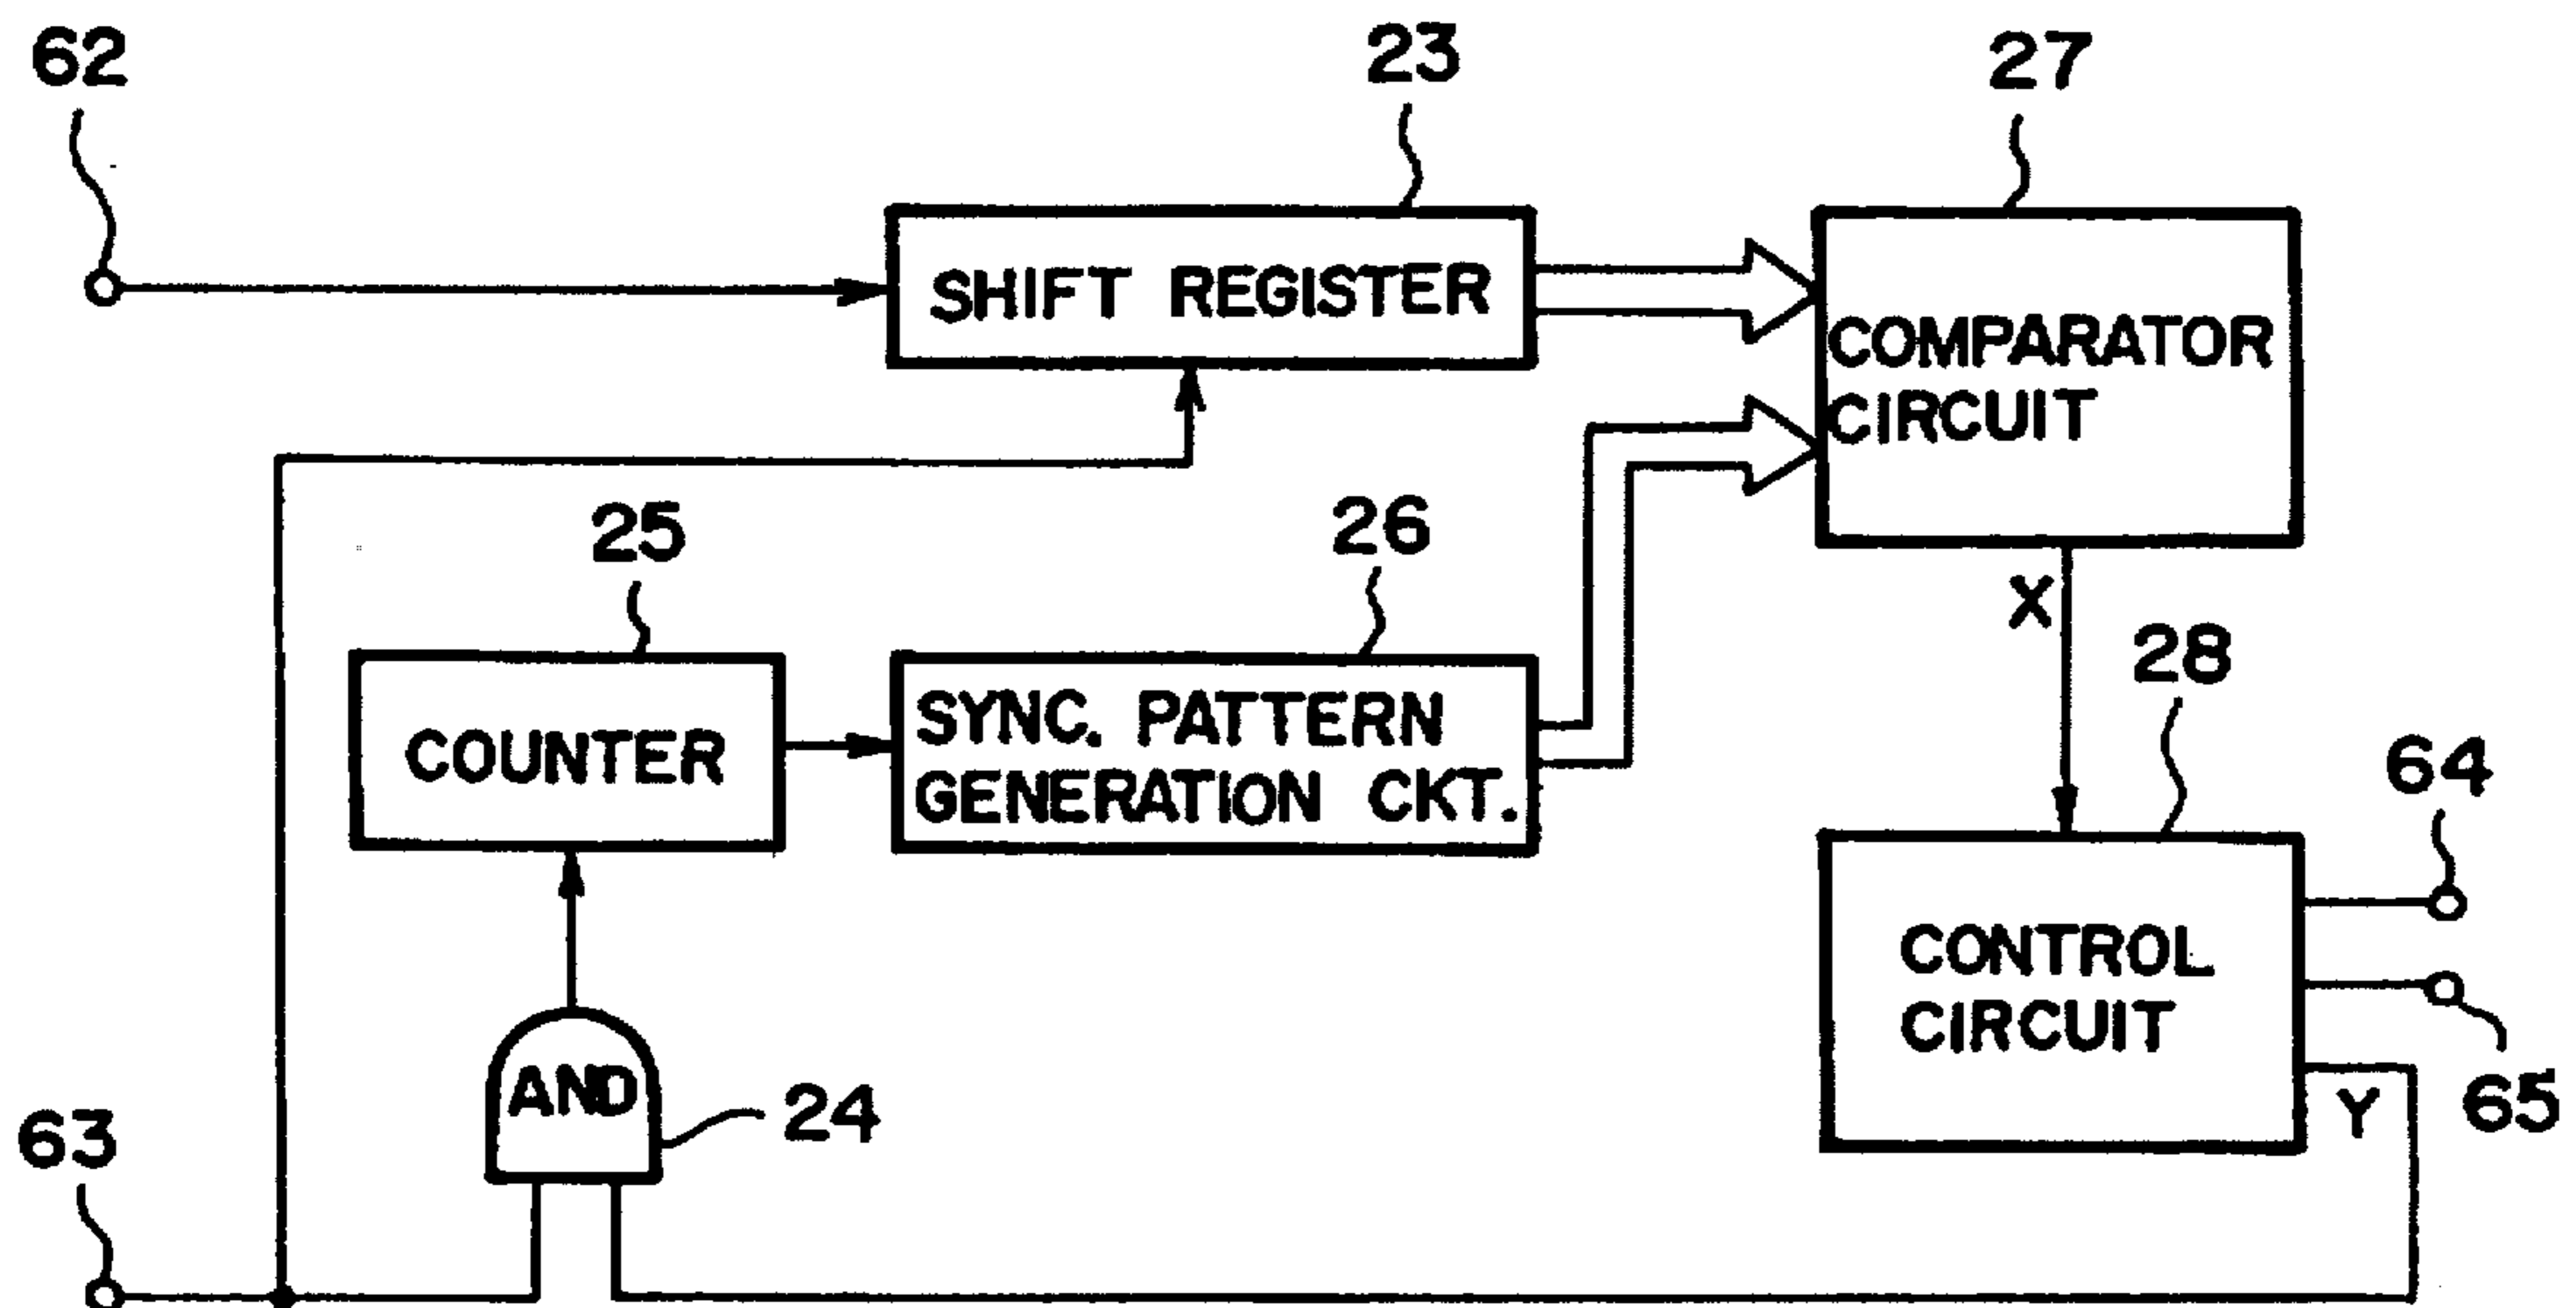 62
23
27
SHIFT REGISTER
COMPARATOR
CIRCUIT
25
26
X
28
COUNTER
SYNC. PATTERN
GENERATION CKT.
64
CONTROL
CIRCUIT
AND
24
63
Y
65